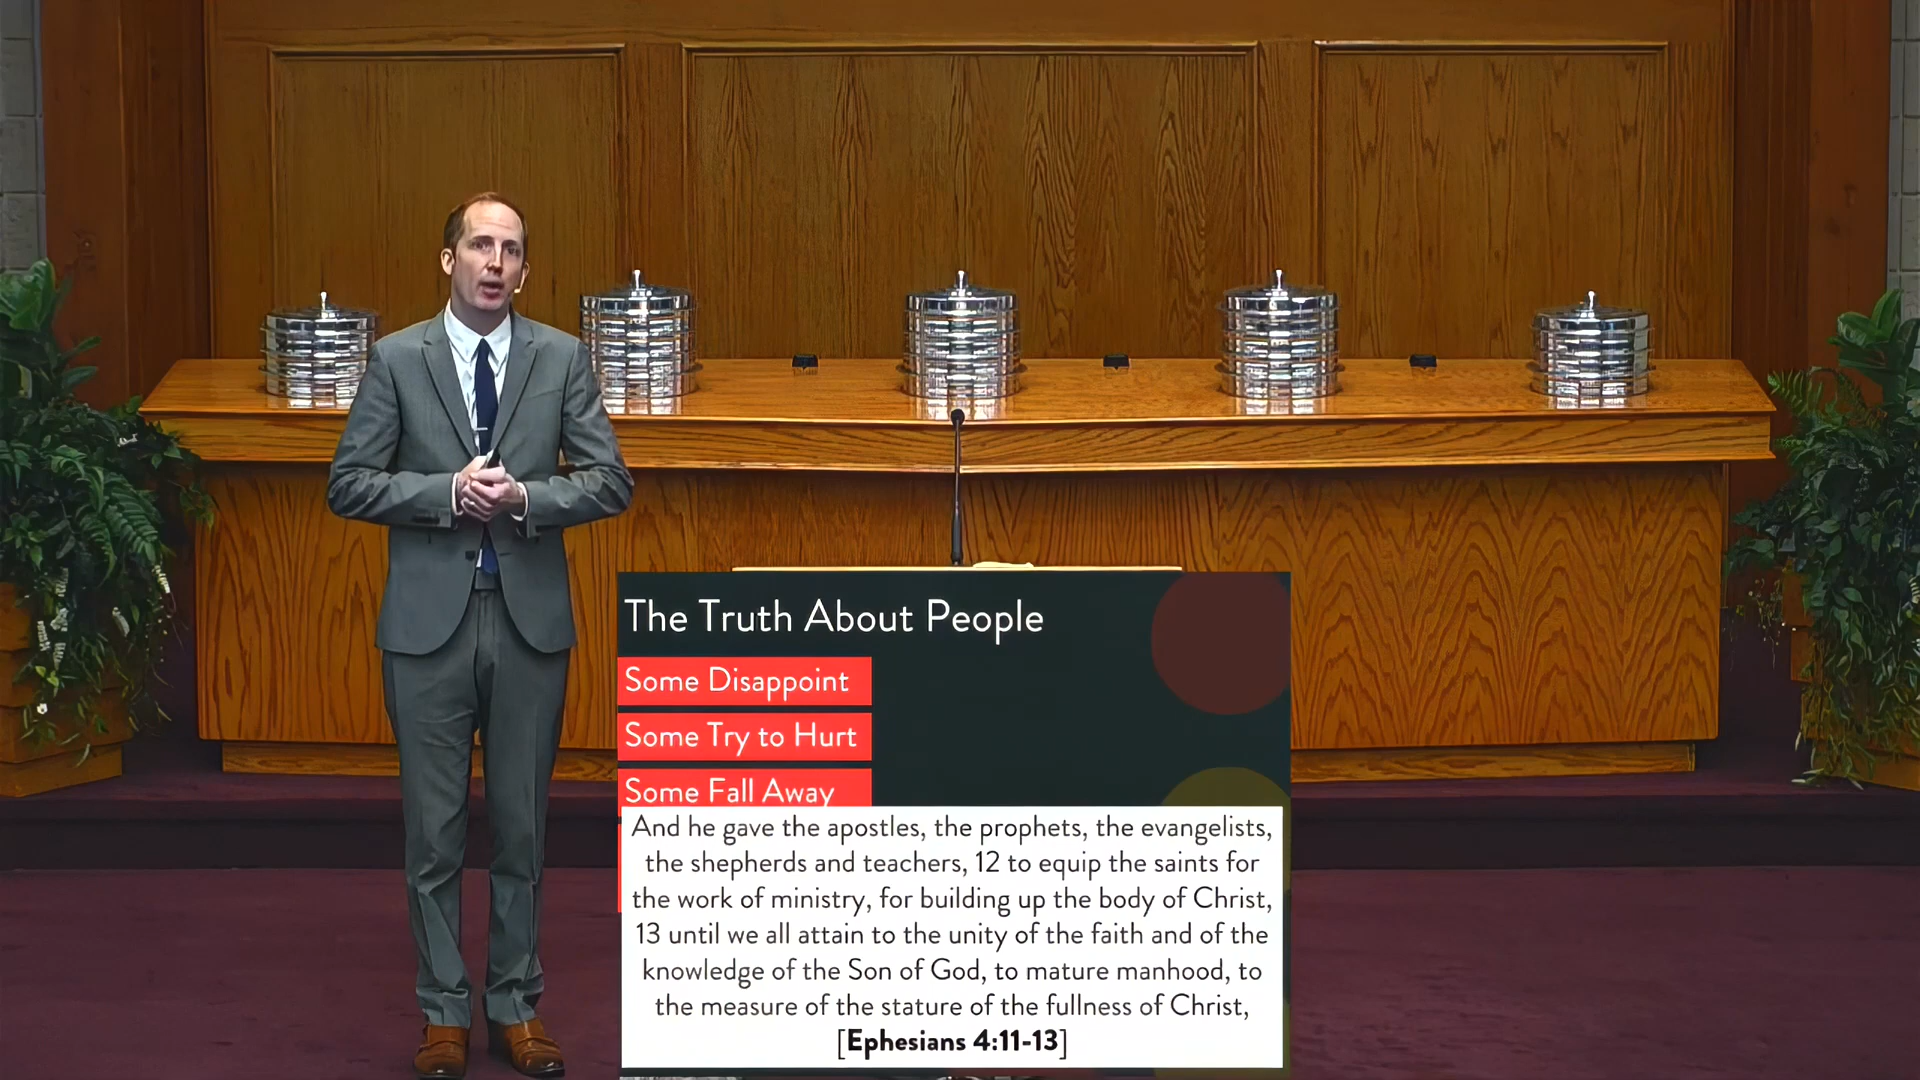 The Truth About People
Some Disappoint
Some Try to Hurt
Some Fall Away
And he gave the apostles, the prophets, the evangelists,
the shepherds and teachers, 12 to equip the saints for
the work of ministry, for building up the body of Christ,
13 until we all attain to the unity of the faith and of the
knowledge of the Son of God, to mature manhood, to
the measure of the stature of the fullness of Christ,
[Ephesians 4:11-13]